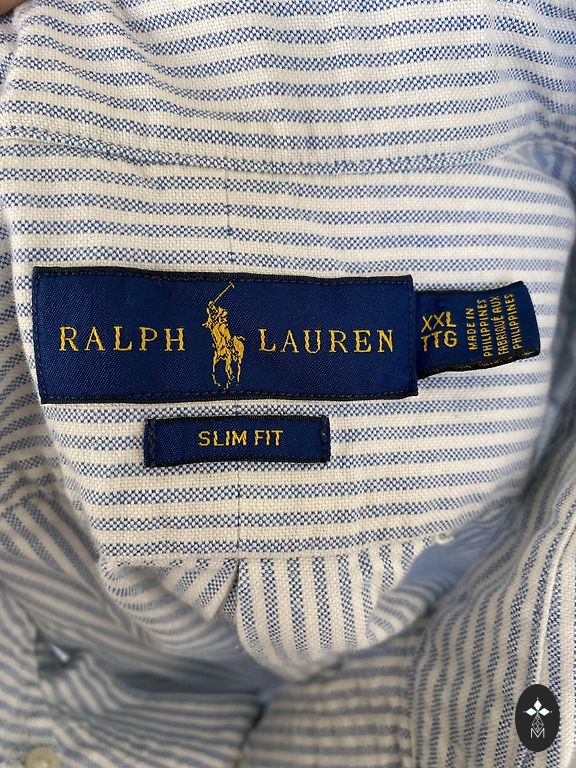 RALPH LAUREN
XXL
TTG
MADE IN
PHILIPPINES
FABRIQUÉ AUX
PHILIPPINES
SLIM FIT
M